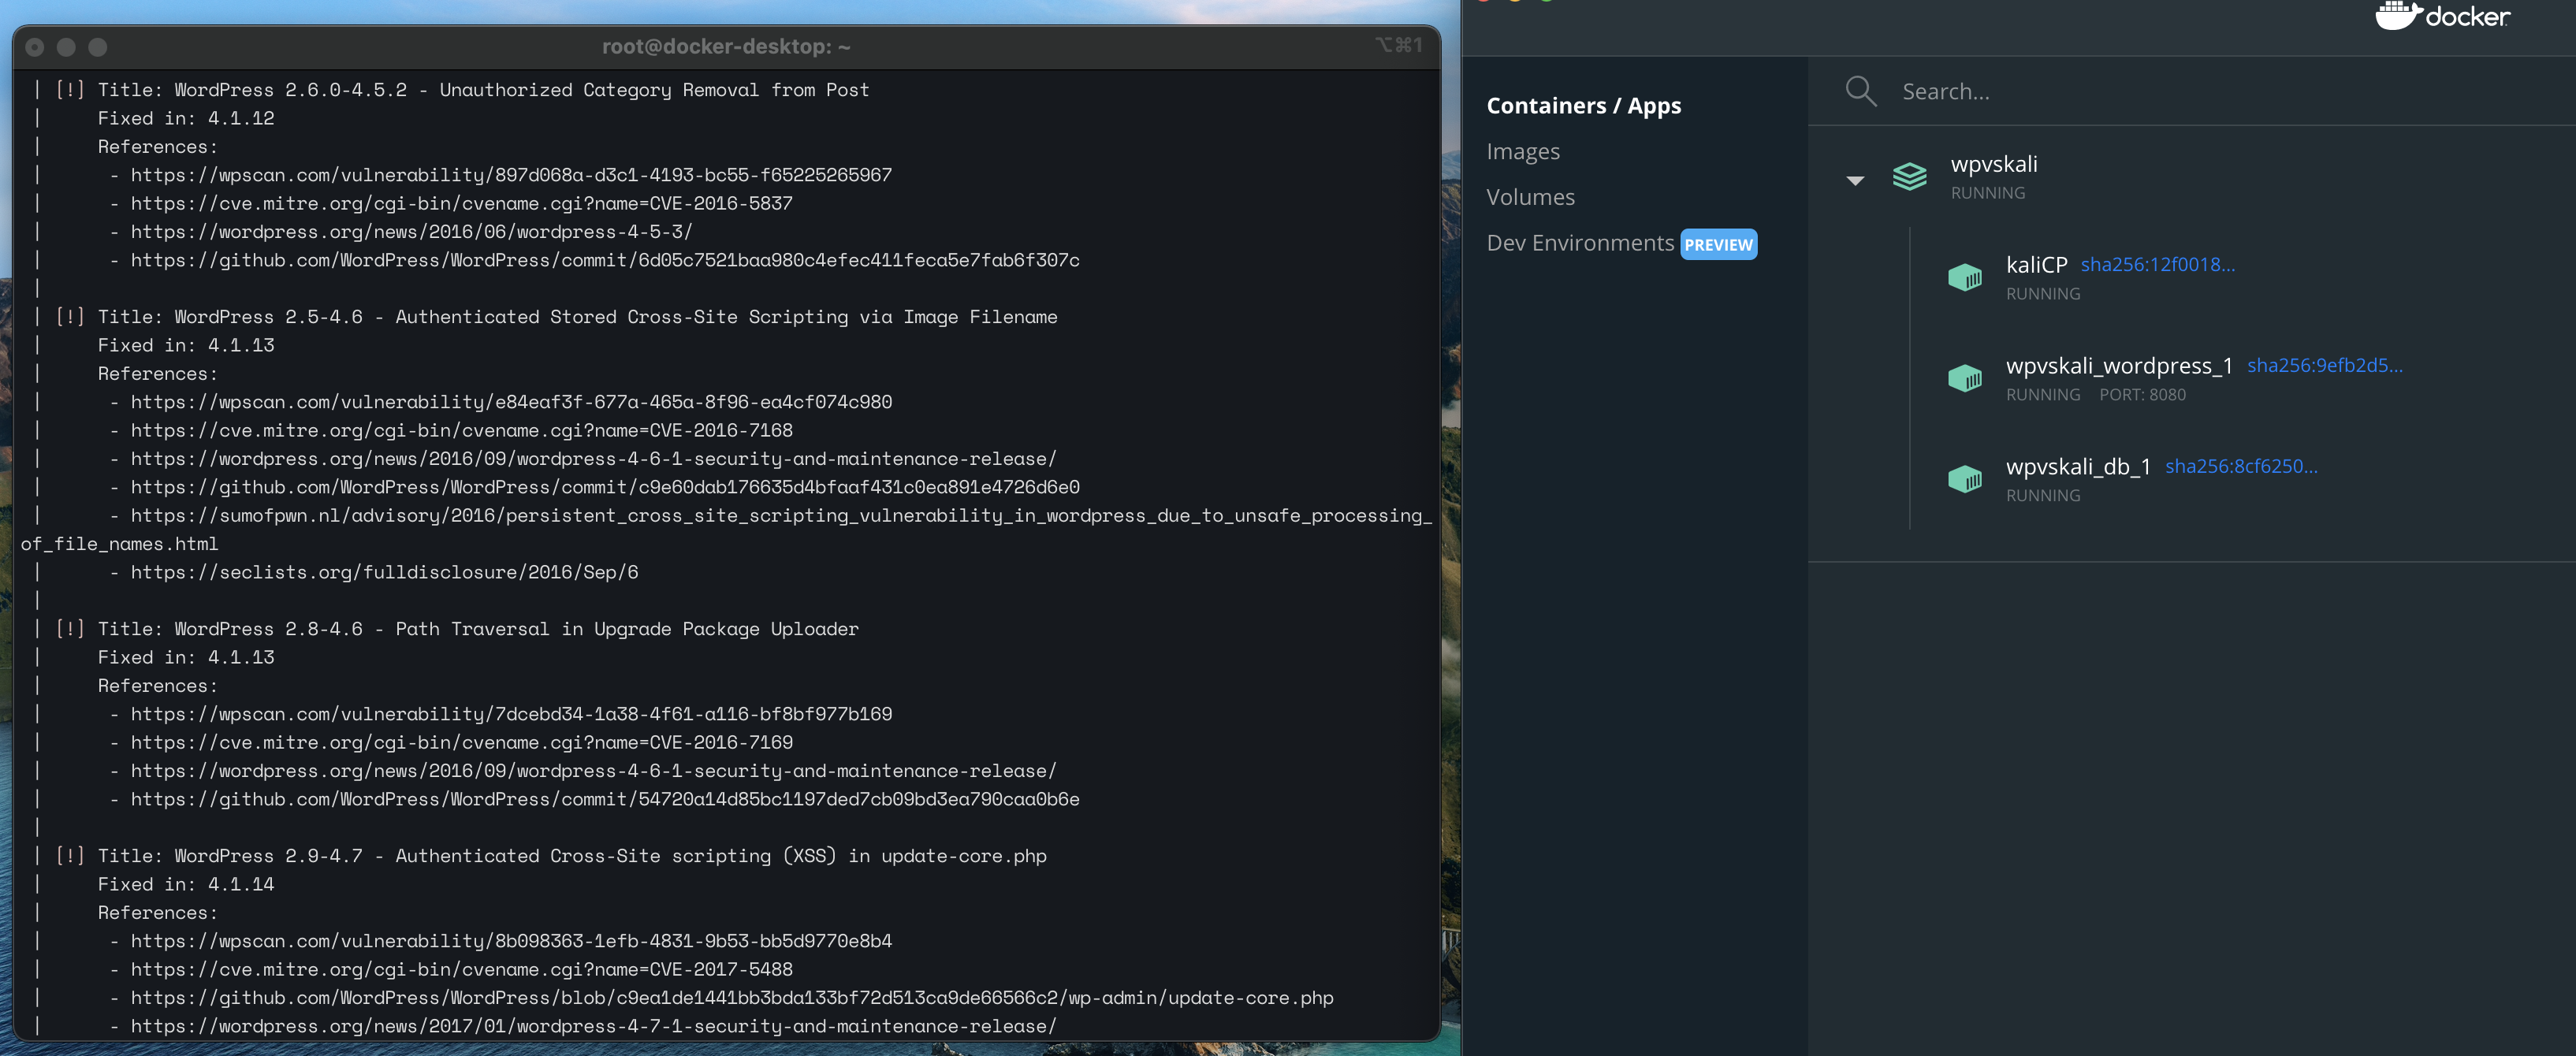 root@docker-desktop: ~
⌥⌘1
| [!] Title: WordPress 2.6.0-4.5.2 - Unauthorized Category Removal from Post
|     Fixed in: 4.1.12
|     References:
|      - https://wpscan.com/vulnerability/897d068a-d3c1-4193-bc55-f65225265967
|      - https://cve.mitre.org/cgi-bin/cvename.cgi?name=CVE-2016-5837
|      - https://wordpress.org/news/2016/06/wordpress-4-5-3/
|      - https://github.com/WordPress/WordPress/commit/6d05c7521baa980c4efec411feca5e7fab6f307c
|
| [!] Title: WordPress 2.5-4.6 - Authenticated Stored Cross-Site Scripting via Image Filename
|     Fixed in: 4.1.13
|     References:
|      - https://wpscan.com/vulnerability/e84eaf3f-677a-465a-8f96-ea4cf074c980
|      - https://cve.mitre.org/cgi-bin/cvename.cgi?name=CVE-2016-7168
|      - https://wordpress.org/news/2016/09/wordpress-4-6-1-security-and-maintenance-release/
|      - https://github.com/WordPress/WordPress/commit/c9e60dab176635d4bfaaf431c0ea891e4726d6e0
|      - https://sumofpwn.nl/advisory/2016/persistent_cross_site_scripting_vulnerability_in_wordpress_due_to_unsafe_processing_
of_file_names.html
|      - https://seclists.org/fulldisclosure/2016/Sep/6
|
| [!] Title: WordPress 2.8-4.6 - Path Traversal in Upgrade Package Uploader
|     Fixed in: 4.1.13
|     References:
|      - https://wpscan.com/vulnerability/7dcebd34-1a38-4f61-a116-bf8bf977b169
|      - https://cve.mitre.org/cgi-bin/cvename.cgi?name=CVE-2016-7169
|      - https://wordpress.org/news/2016/09/wordpress-4-6-1-security-and-maintenance-release/
|      - https://github.com/WordPress/WordPress/commit/54720a14d85bc1197ded7cb09bd3ea790caa0b6e
|
| [!] Title: WordPress 2.9-4.7 - Authenticated Cross-Site scripting (XSS) in update-core.php
|     Fixed in: 4.1.14
|     References:
|      - https://wpscan.com/vulnerability/8b098363-1efb-4831-9b53-bb5d9770e8b4
|      - https://cve.mitre.org/cgi-bin/cvename.cgi?name=CVE-2017-5488
|      - https://github.com/WordPress/WordPress/blob/c9ea1de1441bb3bda133bf72d513ca9de66566c2/wp-admin/update-core.php
|      - https://wordpress.org/news/2017/01/wordpress-4-7-1-security-and-maintenance-release/
docker
Containers / Apps
Images
Volumes
Dev Environments PREVIEW
Search...
wpvskali
RUNNING
kaliCP sha256:12f0018...
RUNNING
wpvskali_wordpress_1 sha256:9efb2d5...
RUNNING PORT: 8080
wpvskali_db_1 sha256:8cf6250...
RUNNING